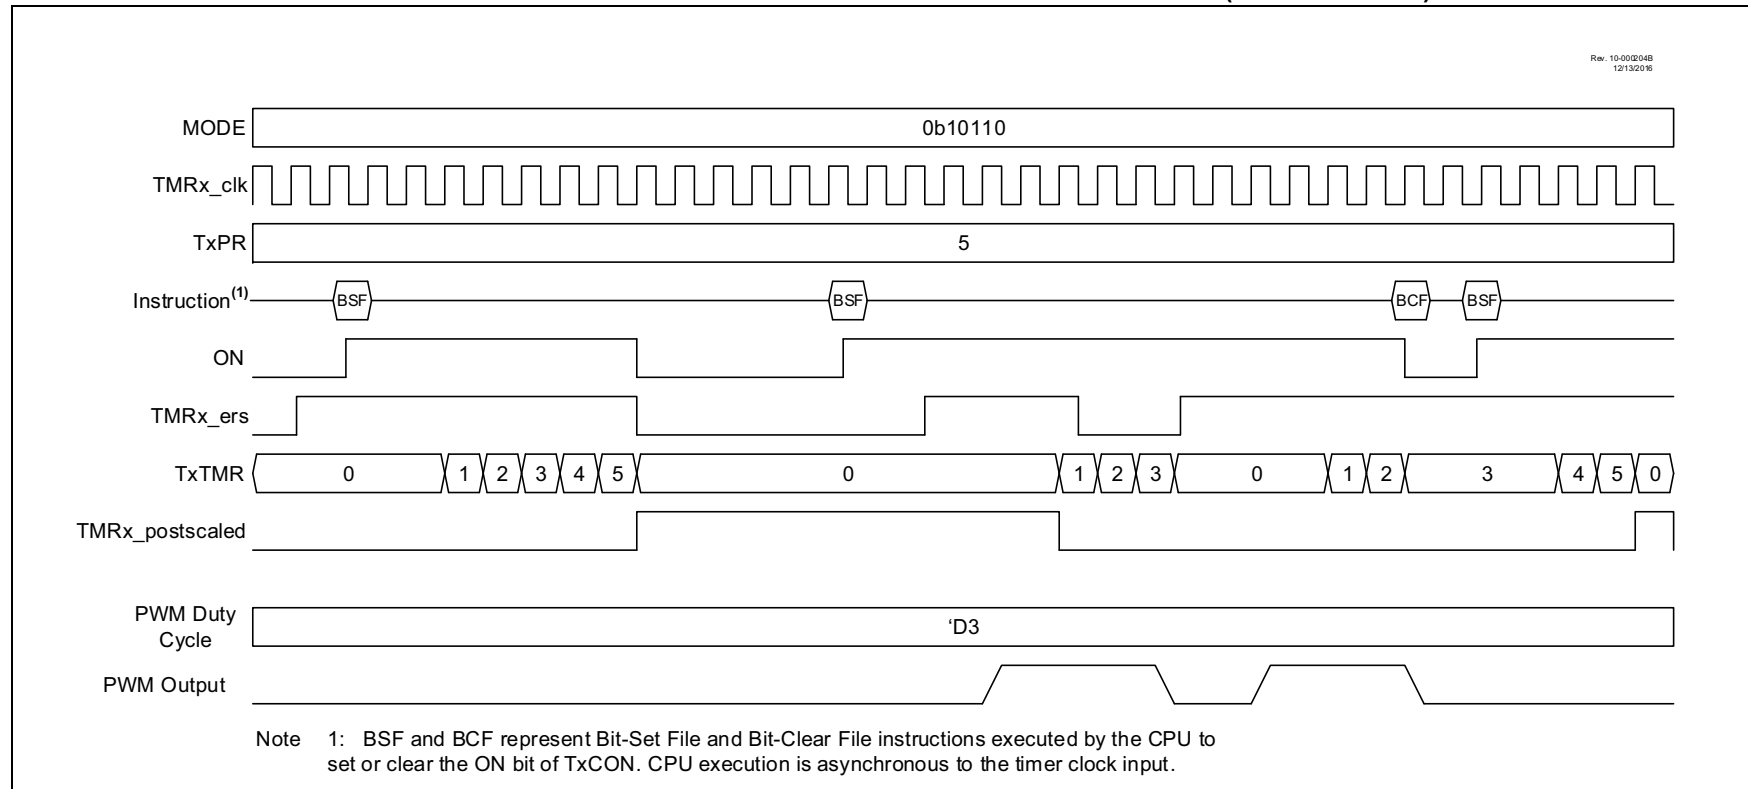 Rev. 10-000204B
12/13/2016
MODE 0b10110
TMRx_clk
TxPR 5
Instruction(1) BSF BSF BCF BSF
ON
TMRx_ers
TxTMR 0 1 2 3 4 5 0 1 2 3 0 1 2 3 4 5 0
TMRx_postscaled
PWM Duty
Cycle
‘D3
PWM Output
Note 1: BSF and BCF represent Bit-Set File and Bit-Clear File instructions executed by the CPU to
set or clear the ON bit of TxCON. CPU execution is asynchronous to the timer clock input.